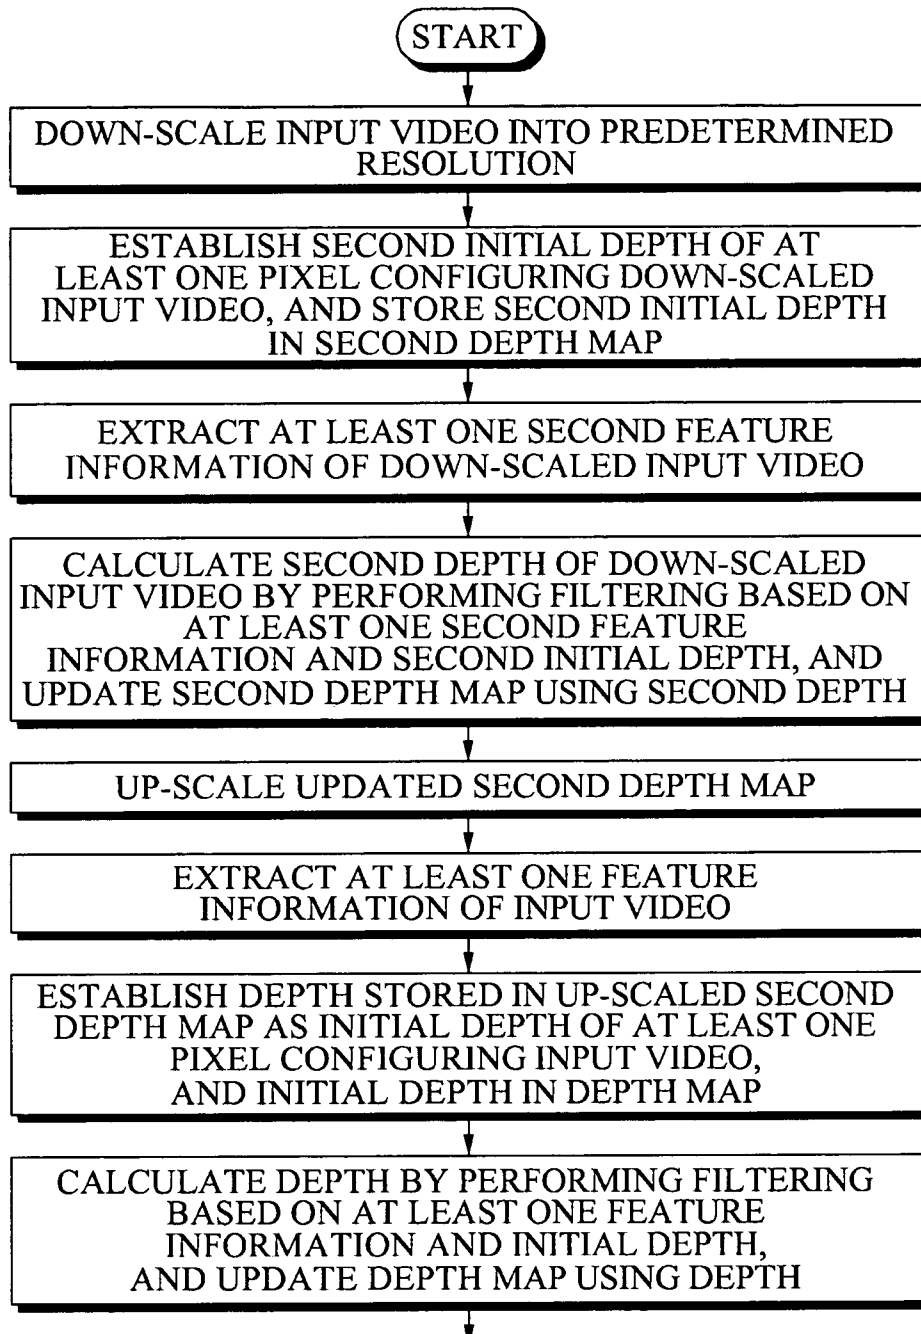 START
DOWN-SCALE INPUT VIDEO INTO PREDETERMINED
RESOLUTION
ESTABLISH SECOND INITIAL DEPTH OF AT
LEAST ONE PIXEL CONFIGURING DOWN-SCALED
INPUT VIDEO, AND STORE SECOND INITIAL DEPTH
IN SECOND DEPTH MAP
EXTRACT AT LEAST ONE SECOND FEATURE
INFORMATION OF DOWN-SCALED INPUT VIDEO
CALCULATE SECOND DEPTH OF DOWN-SCALED
INPUT VIDEO BY PERFORMING FILTERING BASED ON
AT LEAST ONE SECOND FEATURE
INFORMATION AND SECOND INITIAL DEPTH, AND
UPDATE SECOND DEPTH MAP USING SECOND DEPTH
UP-SCALE UPDATED SECOND DEPTH MAP
EXTRACT AT LEAST ONE FEATURE
INFORMATION OF INPUT VIDEO
ESTABLISH DEPTH STORED IN UP-SCALED SECOND
DEPTH MAP AS INITIAL DEPTH OF AT LEAST ONE
PIXEL CONFIGURING INPUT VIDEO,
AND INITIAL DEPTH IN DEPTH MAP
CALCULATE DEPTH BY PERFORMING FILTERING
BASED ON AT LEAST ONE FEATURE
INFORMATION AND INITIAL DEPTH,
AND UPDATE DEPTH MAP USING DEPTH